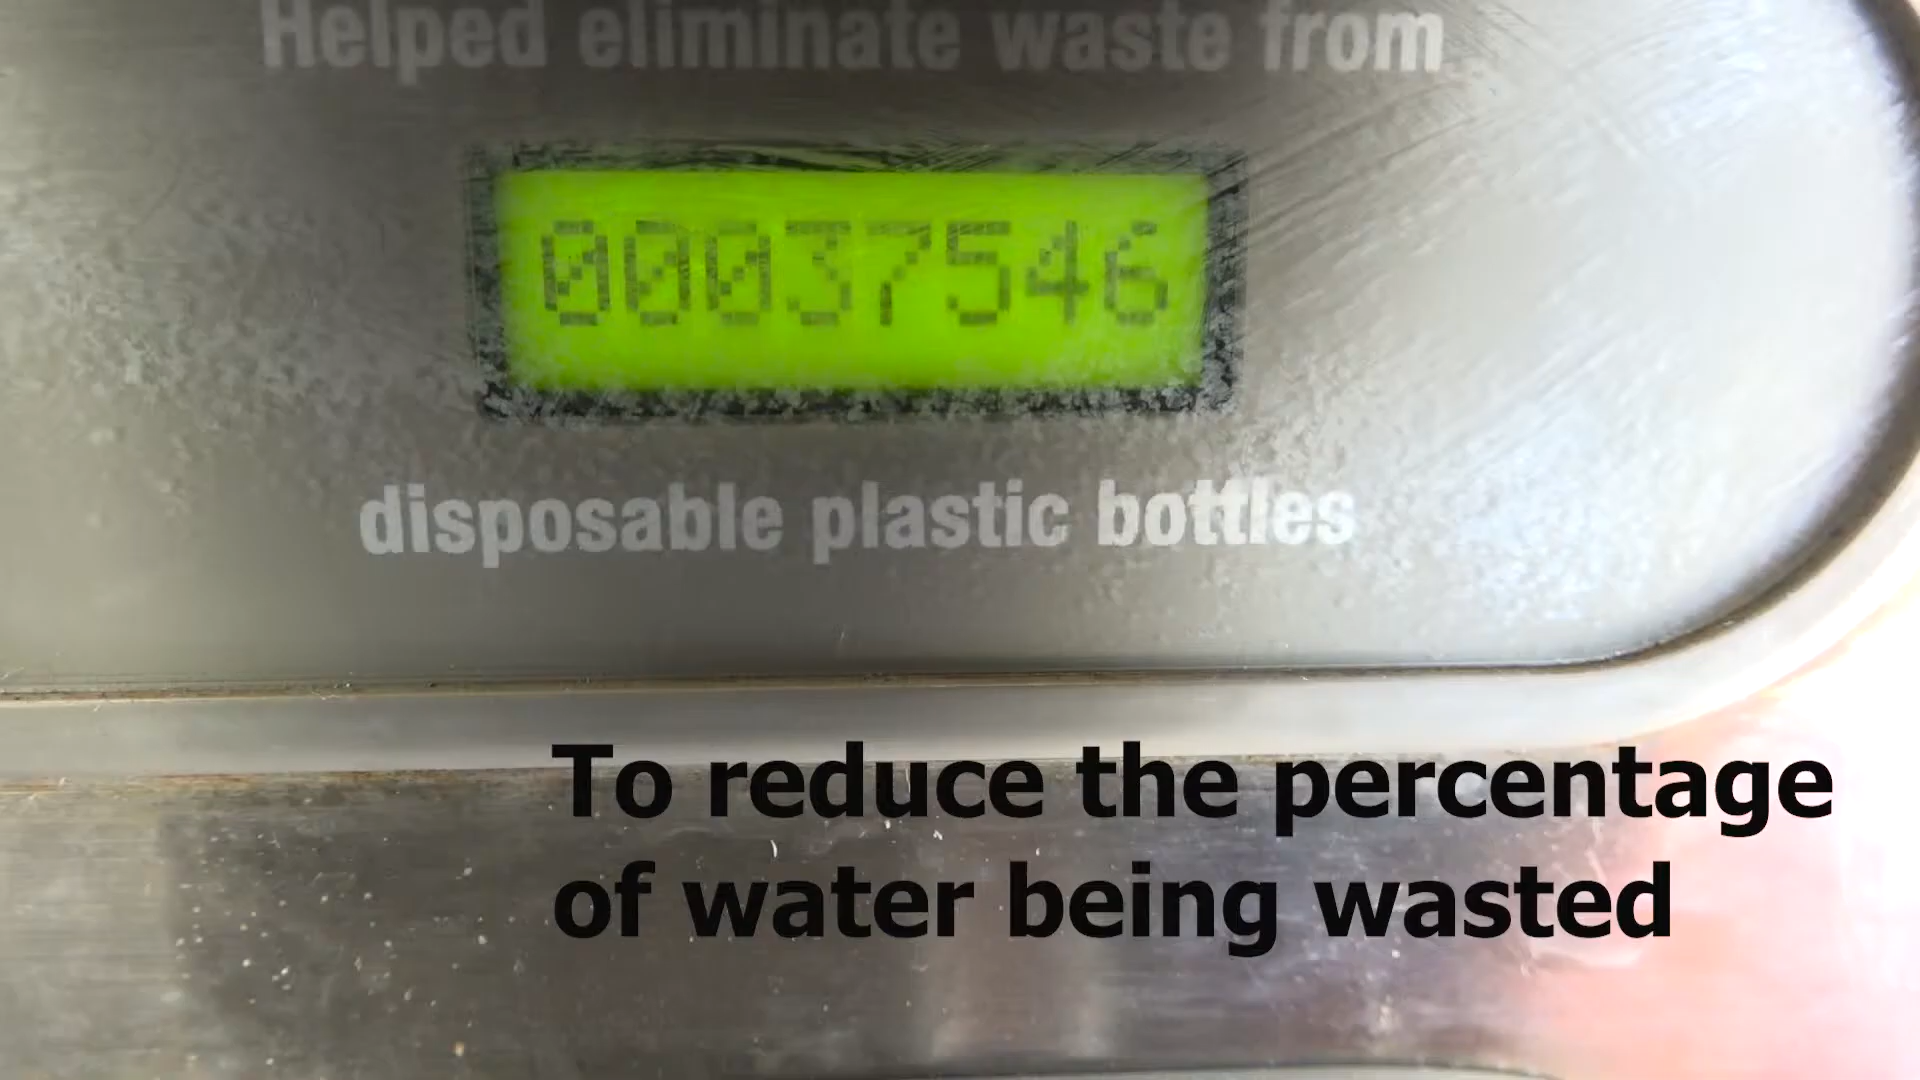 Helped eliminate waste from
00037546
disposable plastic bottles
To reduce the percentage
of water being wasted